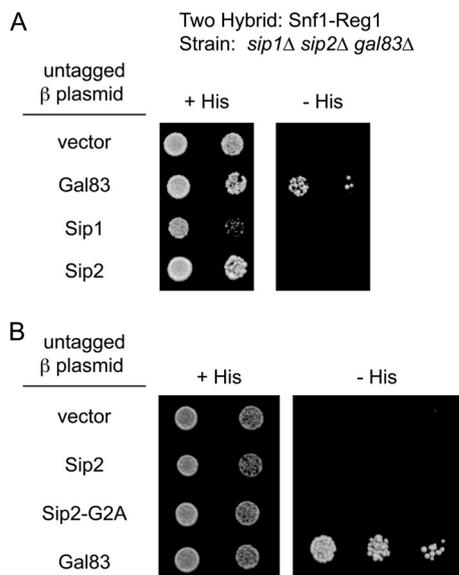 A
Two Hybrid: Snf1-Reg1
Strain: sip1Δ sip2Δ gal83Δ
untagged
β plasmid
+ His
- His
vector
Gal83
Sip1
Sip2
B
untagged
β plasmid
+ His
- His
vector
Sip2
Sip2-G2A
Gal83